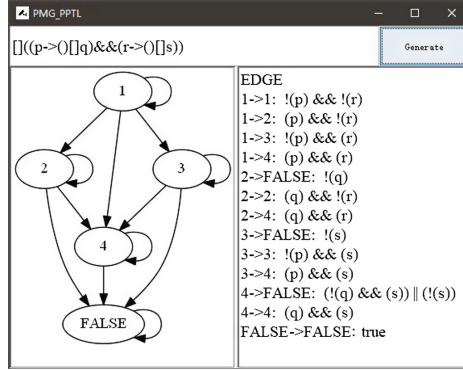 PMG_PPTL
[]((p->()[]q)&&(r->()[]s))
Generate
1
2
3
4
FALSE
EDGE
1->1: !(p) && !(r)
1->2: (p) && !(r)
1->3: !(p) && (r)
1->4: (p) && (r)
2->FALSE: !(q)
2->2: (q) && !(r)
2->4: (q) && (r)
3->FALSE: !(s)
3->3: !(p) && (s)
3->4: (p) && (s)
4->FALSE: (!(q) && (s)) || (!(s))
4->4: (q) && (s)
FALSE->FALSE: true